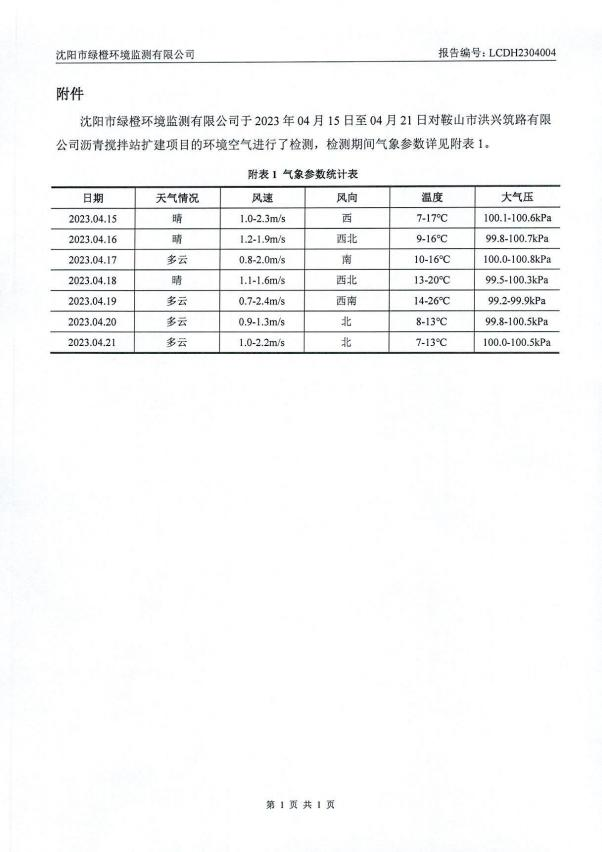 沈阳市绿橙环境监测有限公司 报告编号：LCDH2304004
附件
沈阳市绿橙环境监测有限公司于 2023 年 04 月 15 日至 04 月 21 日对鞍山市洪兴筑路有限
公司沥青搅拌站扩建项目的环境空气进行了检测，检测期间气象参数详见附表 1。
附表 1 气象参数统计表
日期 天气情况 风速 风向 温度 大气压
2023.04.15 晴 1.0-2.3m/s 西 7-17℃ 100.1-100.6kPa
2023.04.16 晴 1.2-1.9m/s 西北 9-16℃ 99.8-100.7kPa
2023.04.17 多云 0.8-2.0m/s 南 10-16℃ 100.0-100.8kPa
2023.04.18 晴 1.1-1.6m/s 西北 13-20℃ 99.5-100.3kPa
2023.04.19 多云 0.7-2.4m/s 西南 14-26℃ 99.2-99.9kPa
2023.04.20 多云 0.9-1.3m/s 北 8-13℃ 99.8-100.5kPa
2023.04.21 多云 1.0-2.2m/s 北 7-13℃ 100.0-100.5kPa
第 1 页 共 1 页